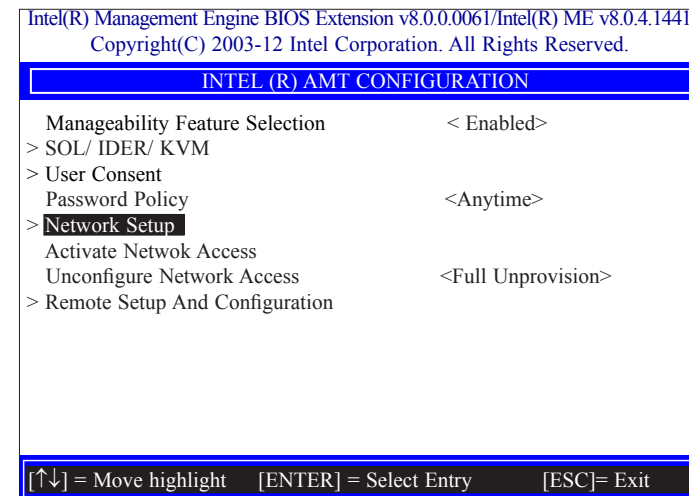 Intel(R) Management Engine BIOS Extension v8.0.0.0061/Intel(R) ME v8.0.4.1441
Copyright(C) 2003-12 Intel Corporation. All Rights Reserved.
INTEL (R) AMT CONFIGURATION
Manageability Feature Selection < Enabled>
> SOL/ IDER/ KVM
> User Consent
Password Policy <Anytime>
> Network Setup
Activate Netwok Access
Unconfigure Network Access <Full Unprovision>
> Remote Setup And Configuration
[↑↓] = Move highlight [ENTER] = Select Entry [ESC]= Exit